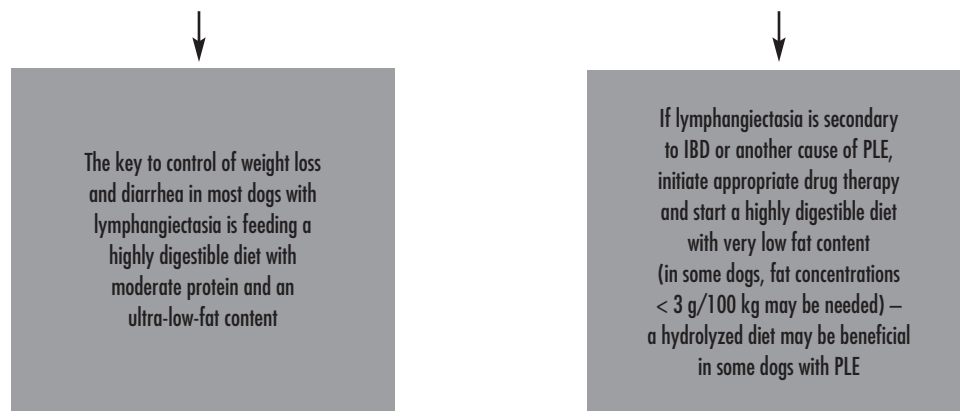 The key to control of weight loss
and diarrhea in most dogs with
lymphangiectasia is feeding a
highly digestible diet with
moderate protein and an
ultra-low-fat content
If lymphangiectasia is secondary
to IBD or another cause of PLE,
initiate appropriate drug therapy
and start a highly digestible diet
with very low fat content
(in some dogs, fat concentrations
< 3 g/100 kg may be needed) –
a hydrolyzed diet may be beneficial
in some dogs with PLE